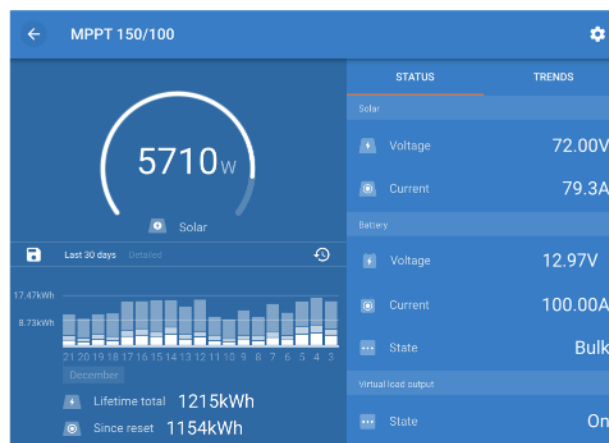 MPPT 150/100
5710W
Solar
Last 30 days Detailed
17.47kWh
8.73kWh
21 20 19 18 17 16 15 14 13 12 11 10 9 8 7 6 5 4 3
December
Lifetime total 1215kWh
Since reset 1154kWh
STATUS TRENDS
Solar
Voltage 72.00V
Current 79.3A
Battery
Voltage 12.97V
Current 100.00A
State Bulk
Virtual load output
State On